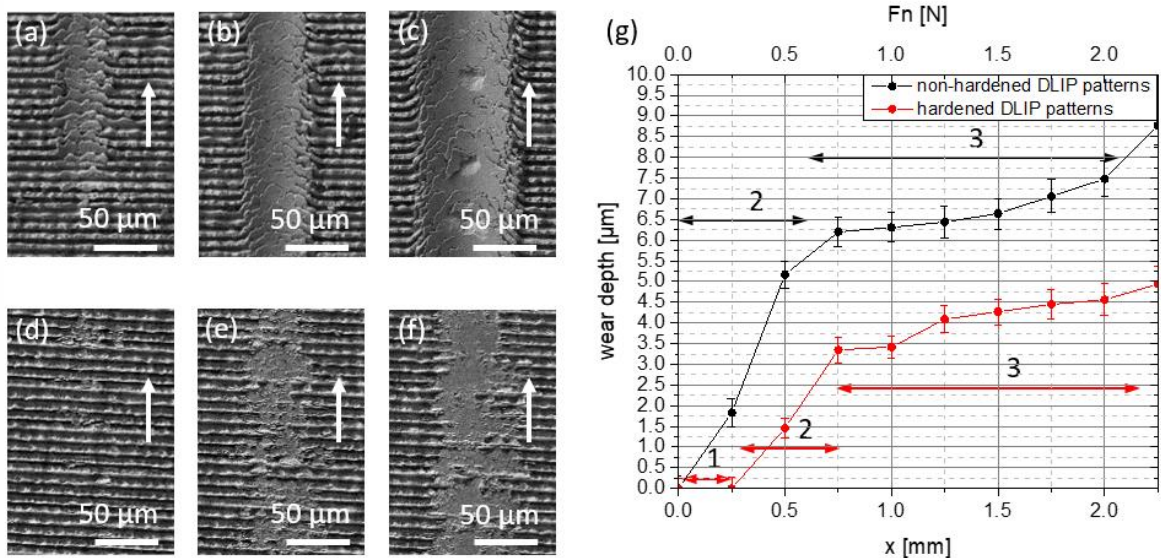 (a)
50 µm
(b)
50 µm
(c)
50 µm
(d)
50 µm
(e)
50 µm
(f)
50 µm
(g)
Fn [N]
0.0 0.5 1.0 1.5 2.0
non-hardened DLIP patterns
hardened DLIP patterns
3
2
3
2
1
wear depth [µm]
10.0
9.5
9.0
8.5
8.0
7.5
7.0
6.5
6.0
5.5
5.0
4.5
4.0
3.5
3.0
2.5
2.0
1.5
1.0
0.5
0.0
0.0 0.5 1.0 1.5 2.0
x [mm]